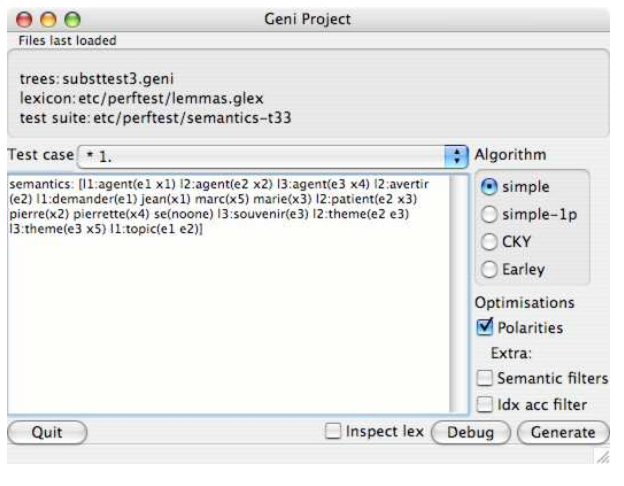 Geni Project
Files last loaded
trees: substtest3.geni
lexicon: etc/perftest/lemmas.glex
test suite: etc/perftest/semantics-t33
Test case * 1.
Algorithm
semantics: [l1:agent(e1 x1) l2:agent(e2 x2) l3:agent(e3 x4) l2:avertir
(e2) l1:demander(e1) jean(x1) marc(x5) marie(x3) l2:patient(e2 x3)
pierre(x2) pierrette(x4) se(noone) l3:souvenir(e3) l2:theme(e2 e3)
l3:theme(e3 x5) l1:topic(e1 e2)]
simple
simple-1p
CKY
Earley
Optimisations
Polarities
Extra:
Semantic filters
Idx acc filter
Quit
Inspect lex
Debug
Generate